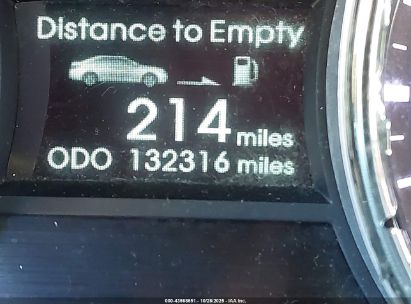 Distance to Empty
214 miles
ODO 132316 miles